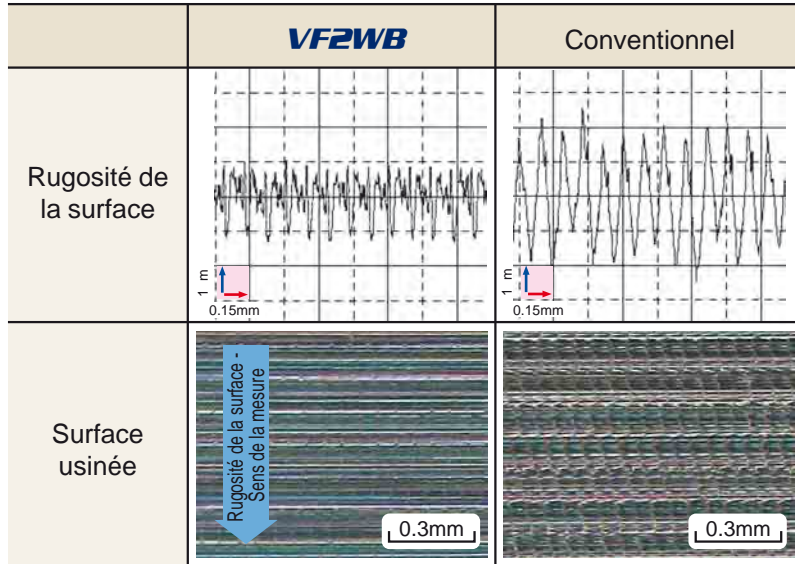 VF2WB
Conventionnel
Rugosité de
la surface
1 m
0.15mm
1 m
0.15mm
Surface
usinée
Rugosité de la surface -
Sens de la mesure
0.3mm
0.3mm